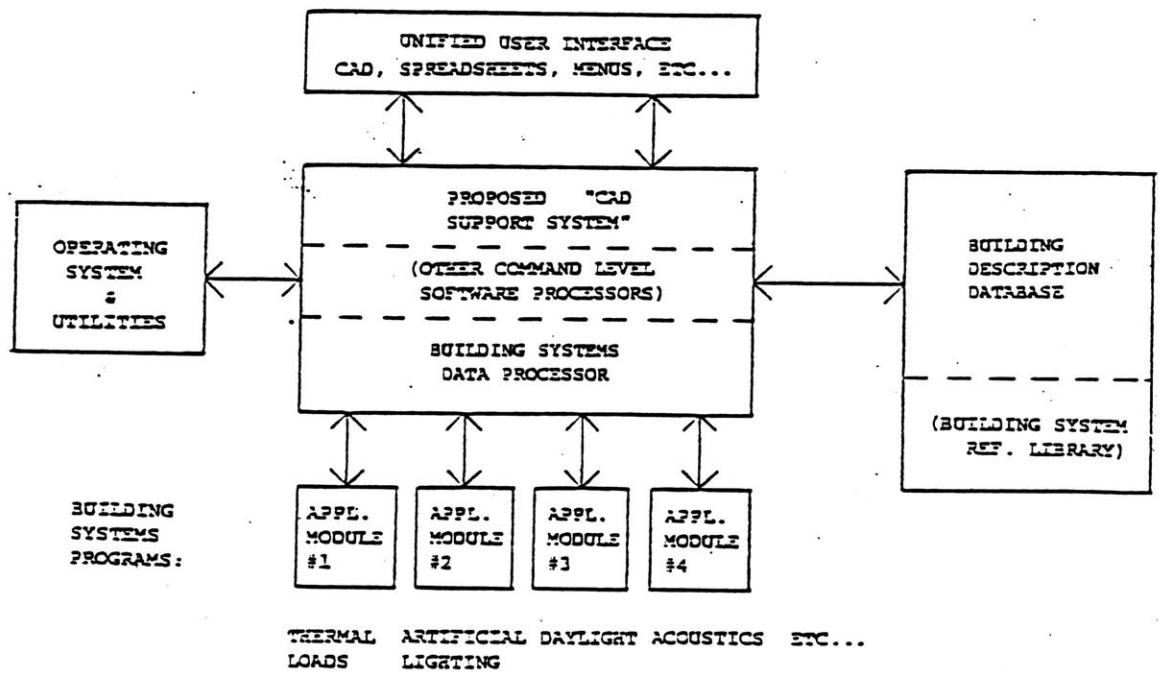 UNIFIED USER INTERFACE
CAD, SPREADSHEETS, MENUS, ETC...
PROPOSED "CAD
SUPPORT SYSTEM"
(OTHER COMMAND LEVEL
SOFTWARE PROCESSORS)
BUILDING SYSTEMS
DATA PROCESSOR
OPERATING
SYSTEM
&
UTILITIES
BUILDING
DESCRIPTION
DATABASE
(BUILDING SYSTEM
REF. LIBRARY)
BUILDING
SYSTEMS
PROGRAMS:
APPL.
MODULE
#1
APPL.
MODULE
#2
APPL.
MODULE
#3
APPL.
MODULE
#4
THERMAL ARTIFICIAL DAYLIGHT ACOUSTICS ETC...
LOADS LIGHTING